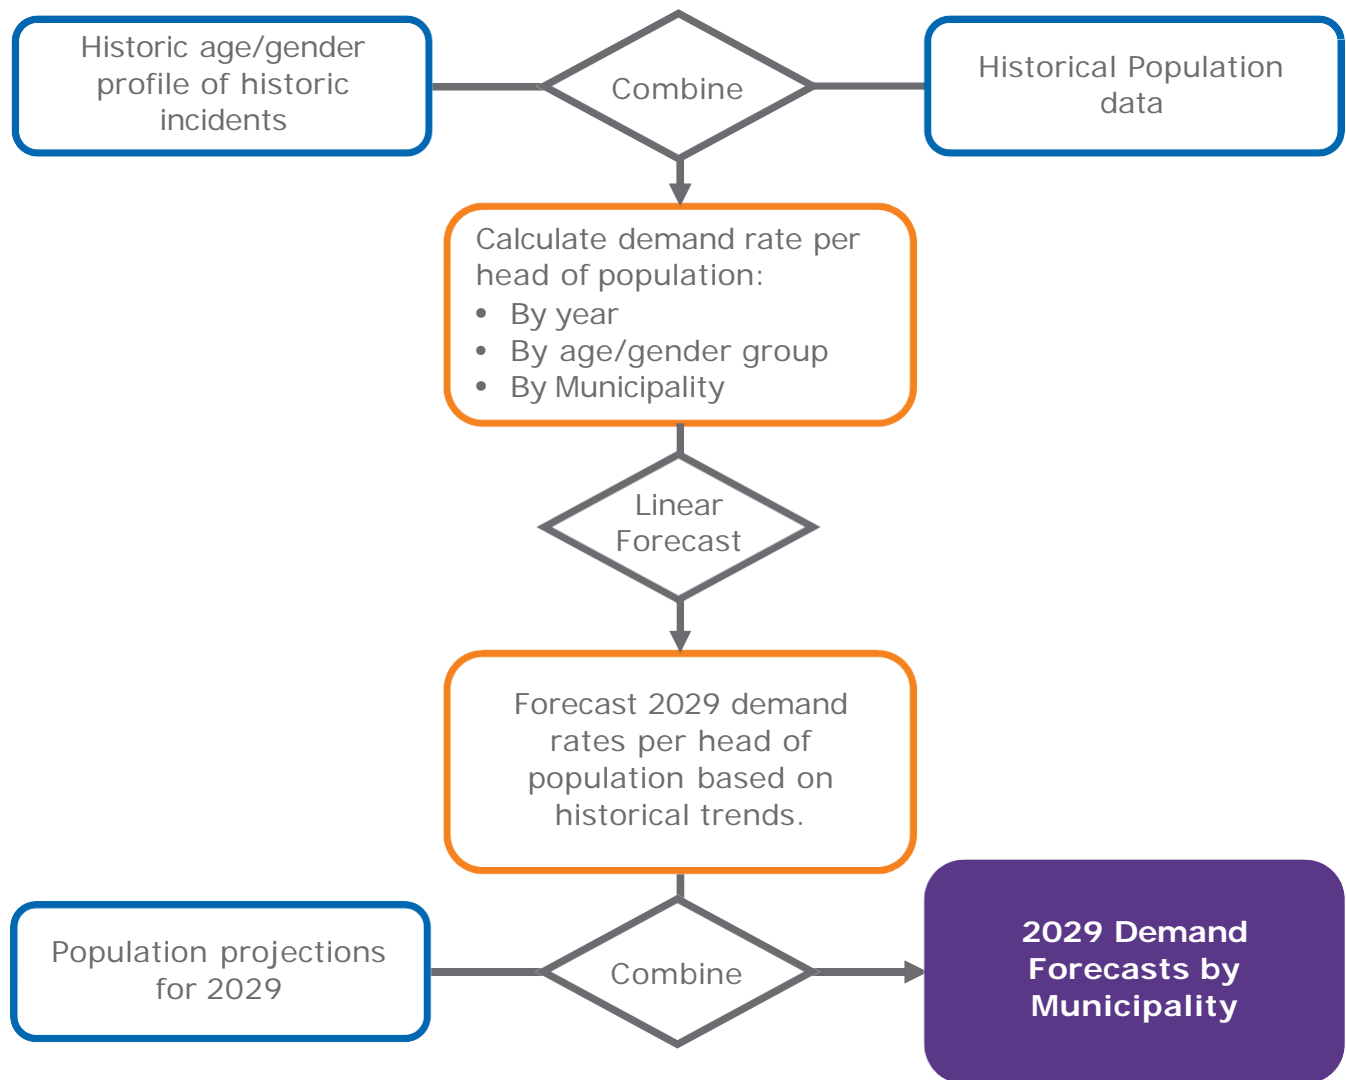 Historic age/gender
profile of historic
incidents
Combine
Historical Population
data
Calculate demand rate per
head of population:
• By year
• By age/gender group
• By Municipality
Linear
Forecast
Forecast 2029 demand
rates per head of
population based on
historical trends.
Population projections
for 2029
Combine
2029 Demand
Forecasts by
Municipality